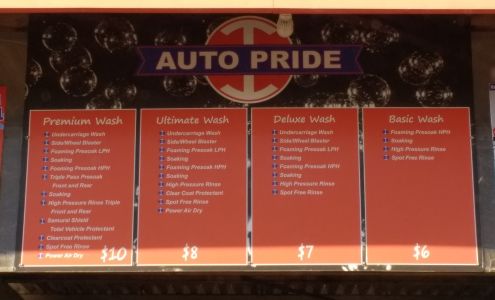 AUTO PRIDE
Premium Wash
Undercarriage Wash
Side/Wheel Blaster
Foaming Presoak LPH
Soaking
Foaming Presoak HPH
Triple Pass Presoak
Front and Rear
Soaking
High Pressure Rinse Triple
Front and Rear
Samurai Shield
Total Vehicle Protectant
Clearcoat Protectant
Spot Free Rinse
Power Air Dry
$10
Ultimate Wash
Undercarriage Wash
Side/Wheel Blaster
Foaming Presoak LPH
Soaking
Foaming Presoak HPH
Soaking
High Pressure Rinse
Clear Coat Protectant
Spot Free Rinse
Power Air Dry
$8
Deluxe Wash
Undercarriage Wash
Side/Wheel Blaster
Foaming Presoak LPH
Soaking
Foaming Presoak HPH
Soaking
High Pressure Rinse
Spot Free Rinse
$7
Basic Wash
Foaming Presoak HPH
Soaking
High Pressure Rinse
Spot Free Rinse
$6